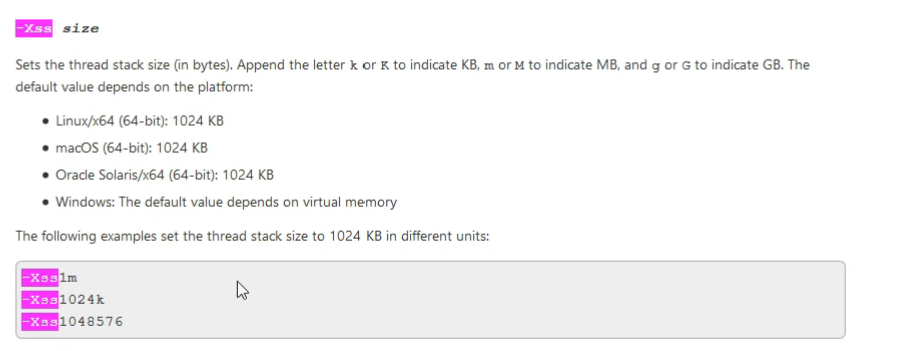 -Xss size
Sets the thread stack size (in bytes). Append the letter k or K to indicate KB, m or M to indicate MB, and g or G to indicate GB. The
default value depends on the platform:
• Linux/x64 (64-bit): 1024 KB
• macOS (64-bit): 1024 KB
• Oracle Solaris/x64 (64-bit): 1024 KB
• Windows: The default value depends on virtual memory
The following examples set the thread stack size to 1024 KB in different units:
-Xss1m
-Xss1024k
-Xss1048576